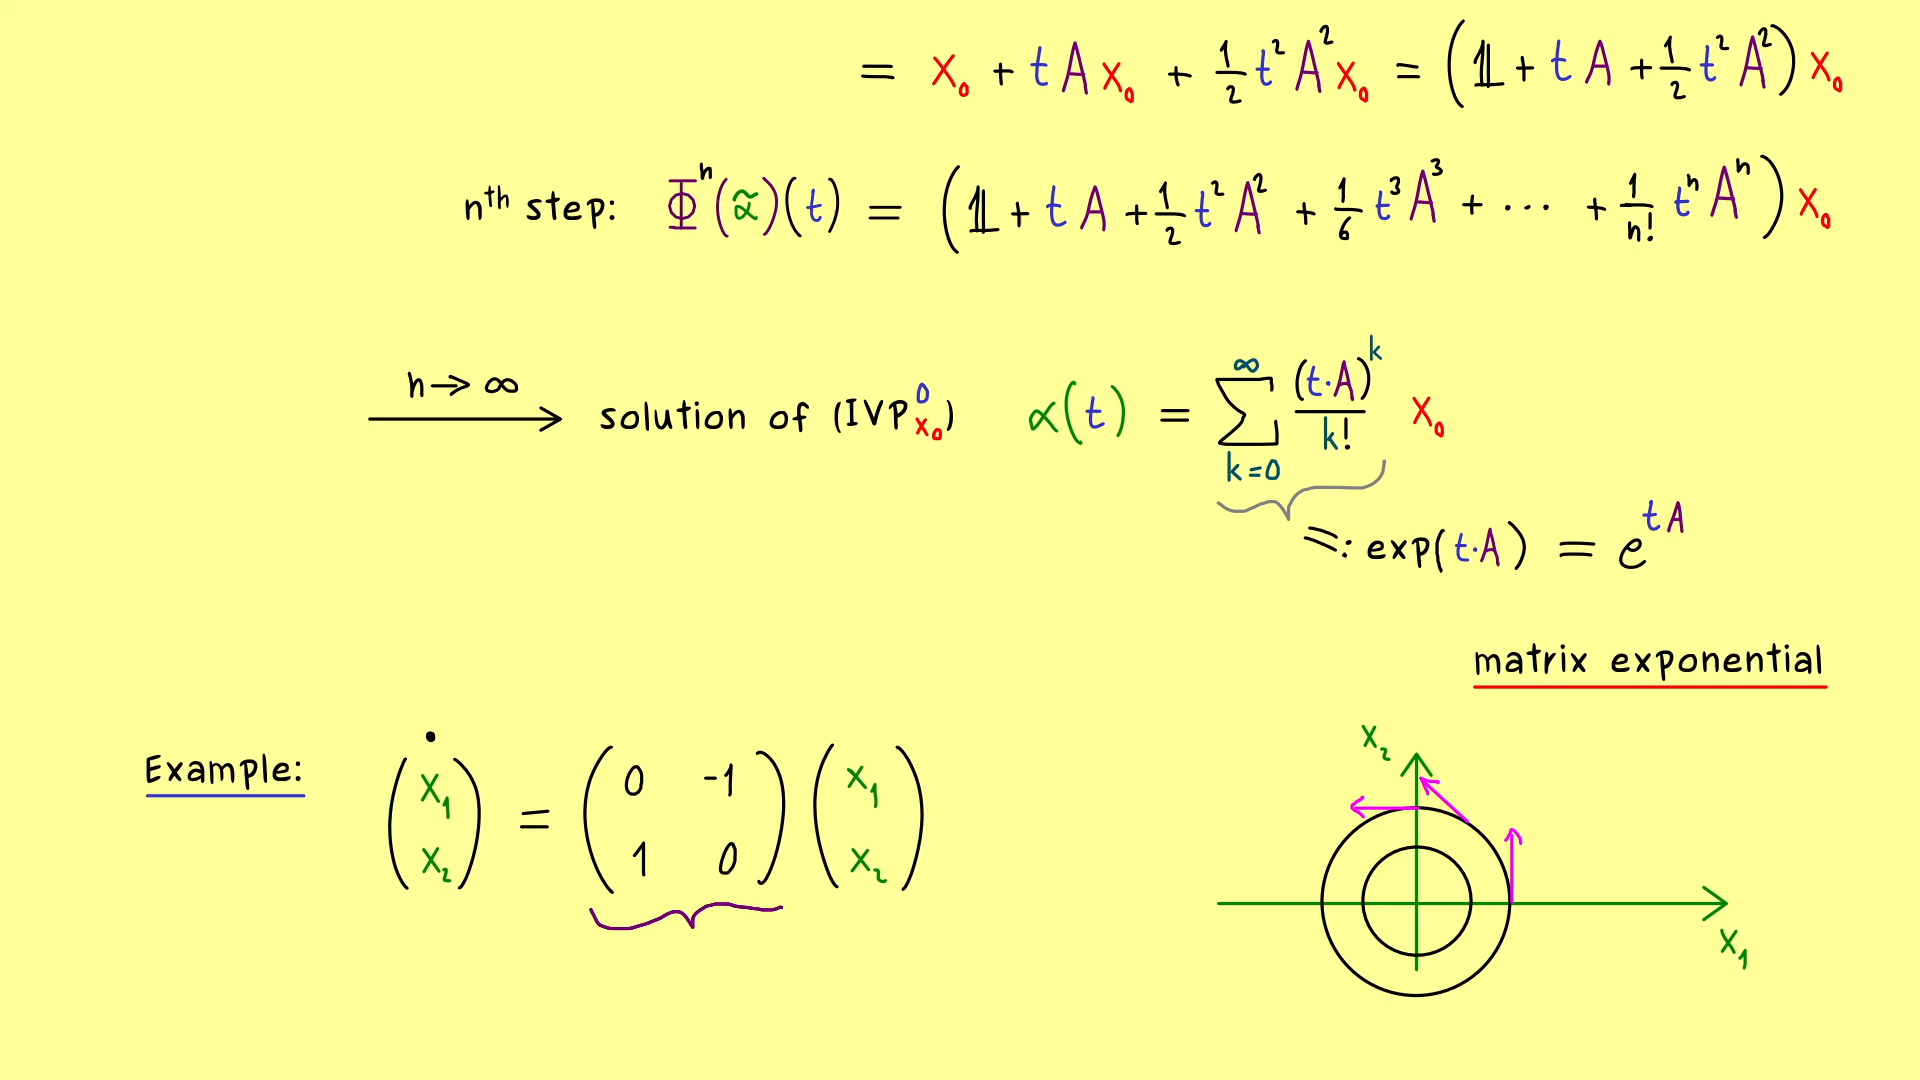 = x₀ + t A x₀ + 1/2 t² A² x₀ = (𝟙 + t A + 1/2 t² A²) x₀
nᵗʰ step: Φⁿ(α̃)(t) = (𝟙 + t A + 1/2 t² A² + 1/6 t³ A³ + ··· + 1/n! tⁿ Aⁿ) x₀
n → ∞ ⟶ solution of (IVP⁰ₓ₀) α(t) = ∑_{k=0}^{∞} (t·A)ᵏ/k! x₀
=: exp(t·A) = e^{tA}
matrix exponential
Example: (x₁ x₂)˙ = (0 -1; 1 0) (x₁ x₂)
x₂
x₁